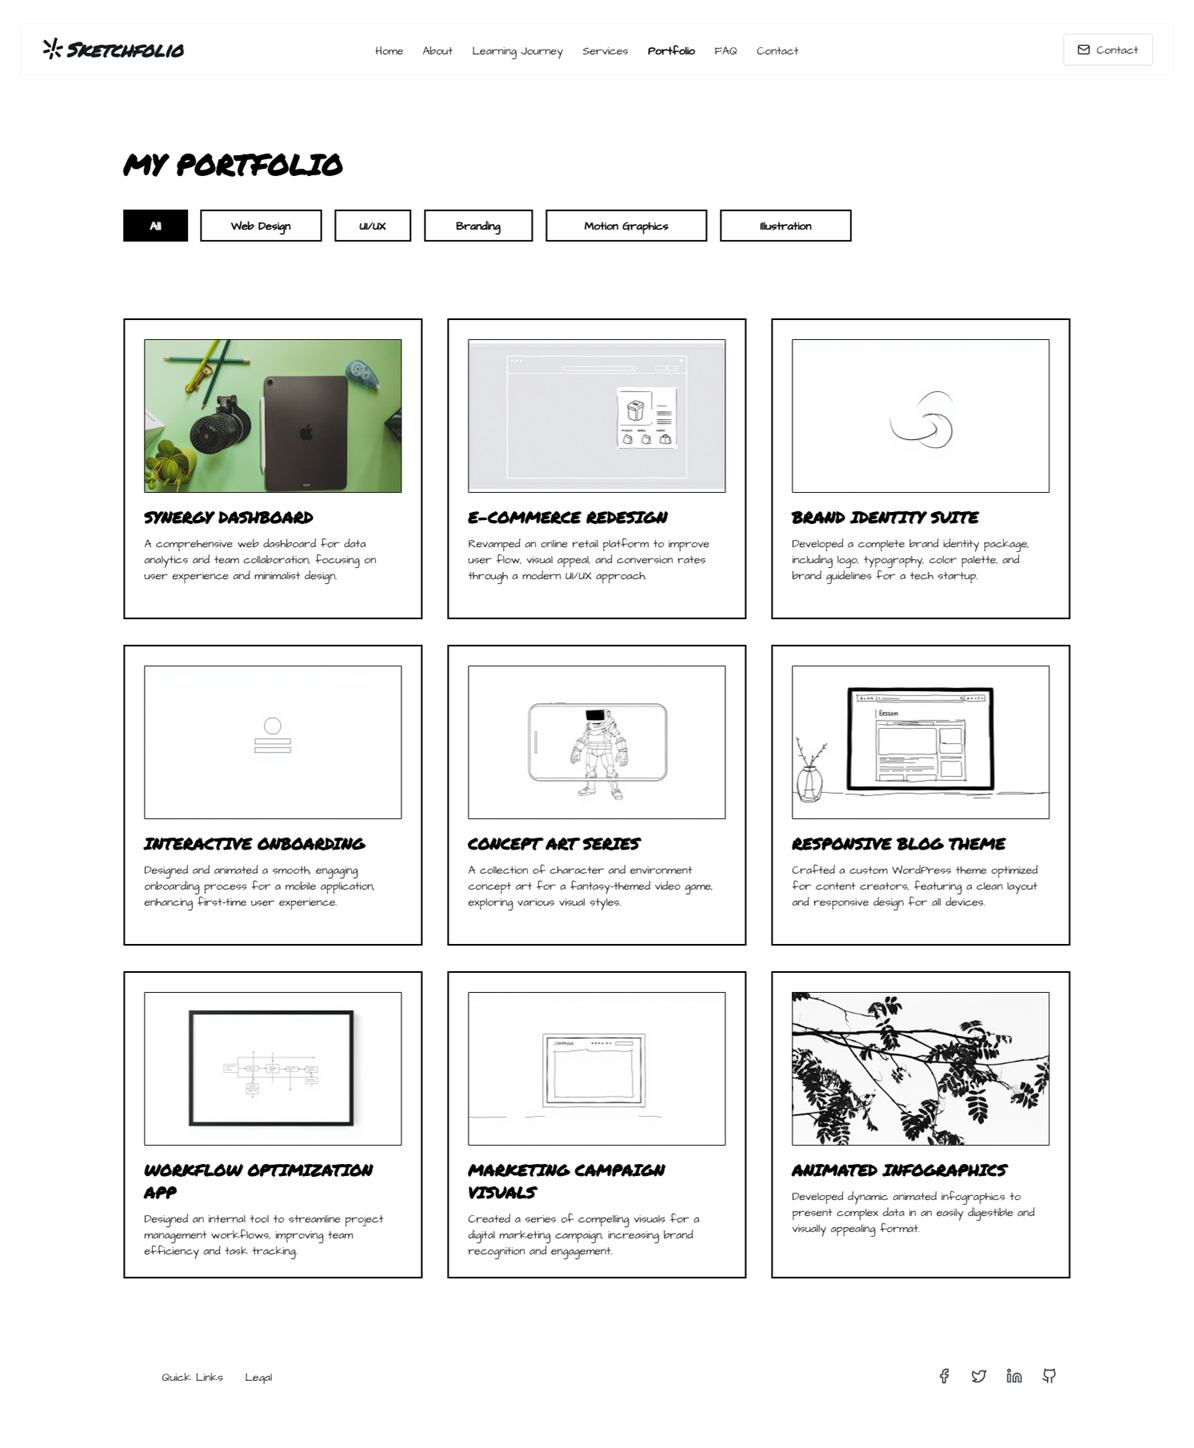 SKETCHFOLIO
Home About Learning Journey Services Portfolio FAQ Contact
Contact
MY PORTFOLIO
All Web Design UI/UX Branding Motion Graphics Illustration
SYNERGY DASHBOARD
A comprehensive web dashboard for data
analytics and team collaboration, focusing on
user experience and minimalist design.
E-COMMERCE REDESIGN
Revamped an online retail platform to improve
user flow, visual appeal, and conversion rates
through a modern UI/UX approach.
BRAND IDENTITY SUITE
Developed a complete brand identity package,
including logo, typography, color palette, and
brand guidelines for a tech startup.
INTERACTIVE ONBOARDING
Designed and animated a smooth, engaging
onboarding process for a mobile application,
enhancing first-time user experience.
CONCEPT ART SERIES
A collection of character and environment
concept art for a fantasy-themed video game,
exploring various visual styles.
BLOG
Eesson
RESPONSIVE BLOG THEME
Crafted a custom WordPress theme optimized
for content creators, featuring a clean layout
and responsive design for all devices.
WORKFLOW OPTIMIZATION
APP
Designed an internal tool to streamline project
management workflows, improving team
efficiency and task tracking.
MARKETING CAMPAIGN
VISUALS
Created a series of compelling visuals for a
digital marketing campaign, increasing brand
recognition and engagement.
ANIMATED INFOGRAPHICS
Developed dynamic animated infographics to
present complex data in an easily digestible and
visually appealing format.
Quick Links Legal